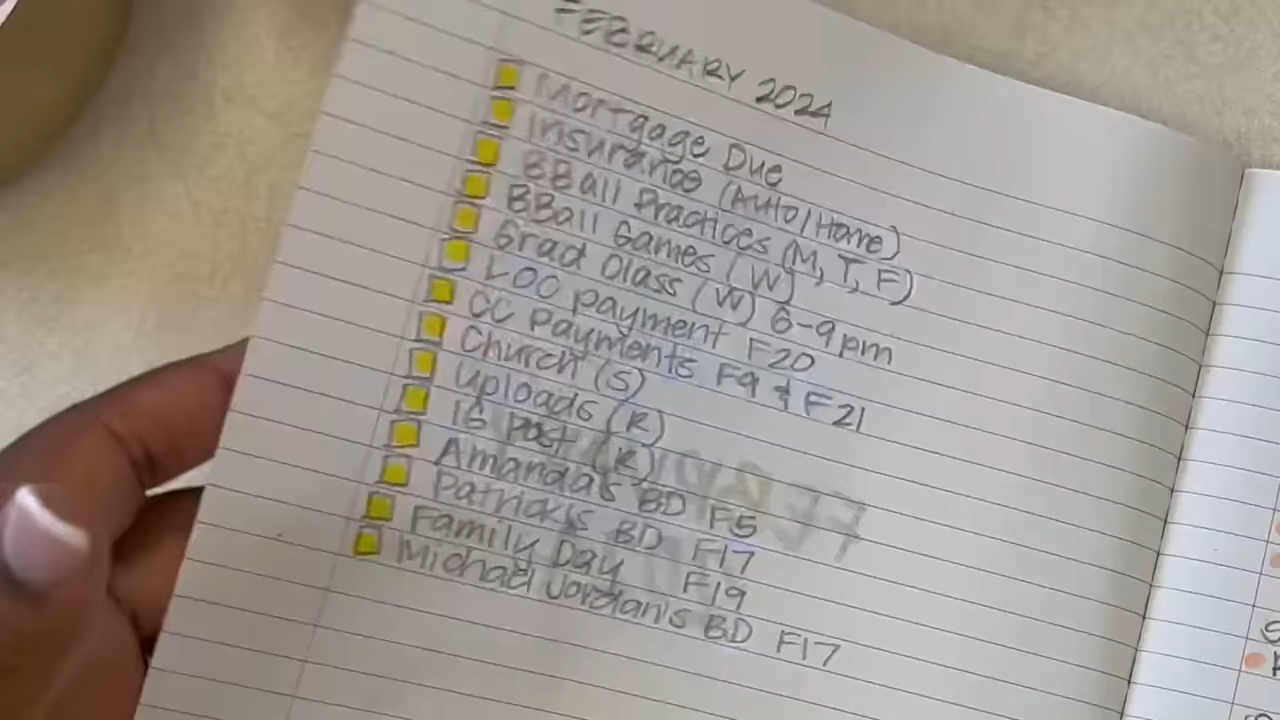 FEBRUARY 2024
Mortgage Due
Insurance (Auto/Home)
BBall Practices (M, T, F)
BBall Games (W)
Grad Class (W) 6-9pm
LOC payment F20
CC Payments F9 & F21
Church (S)
Uploads (R)
IG Post (R)
Amanda's BD F5
Patrick's BD F17
Family Day F19
Michael Jordan's BD F17